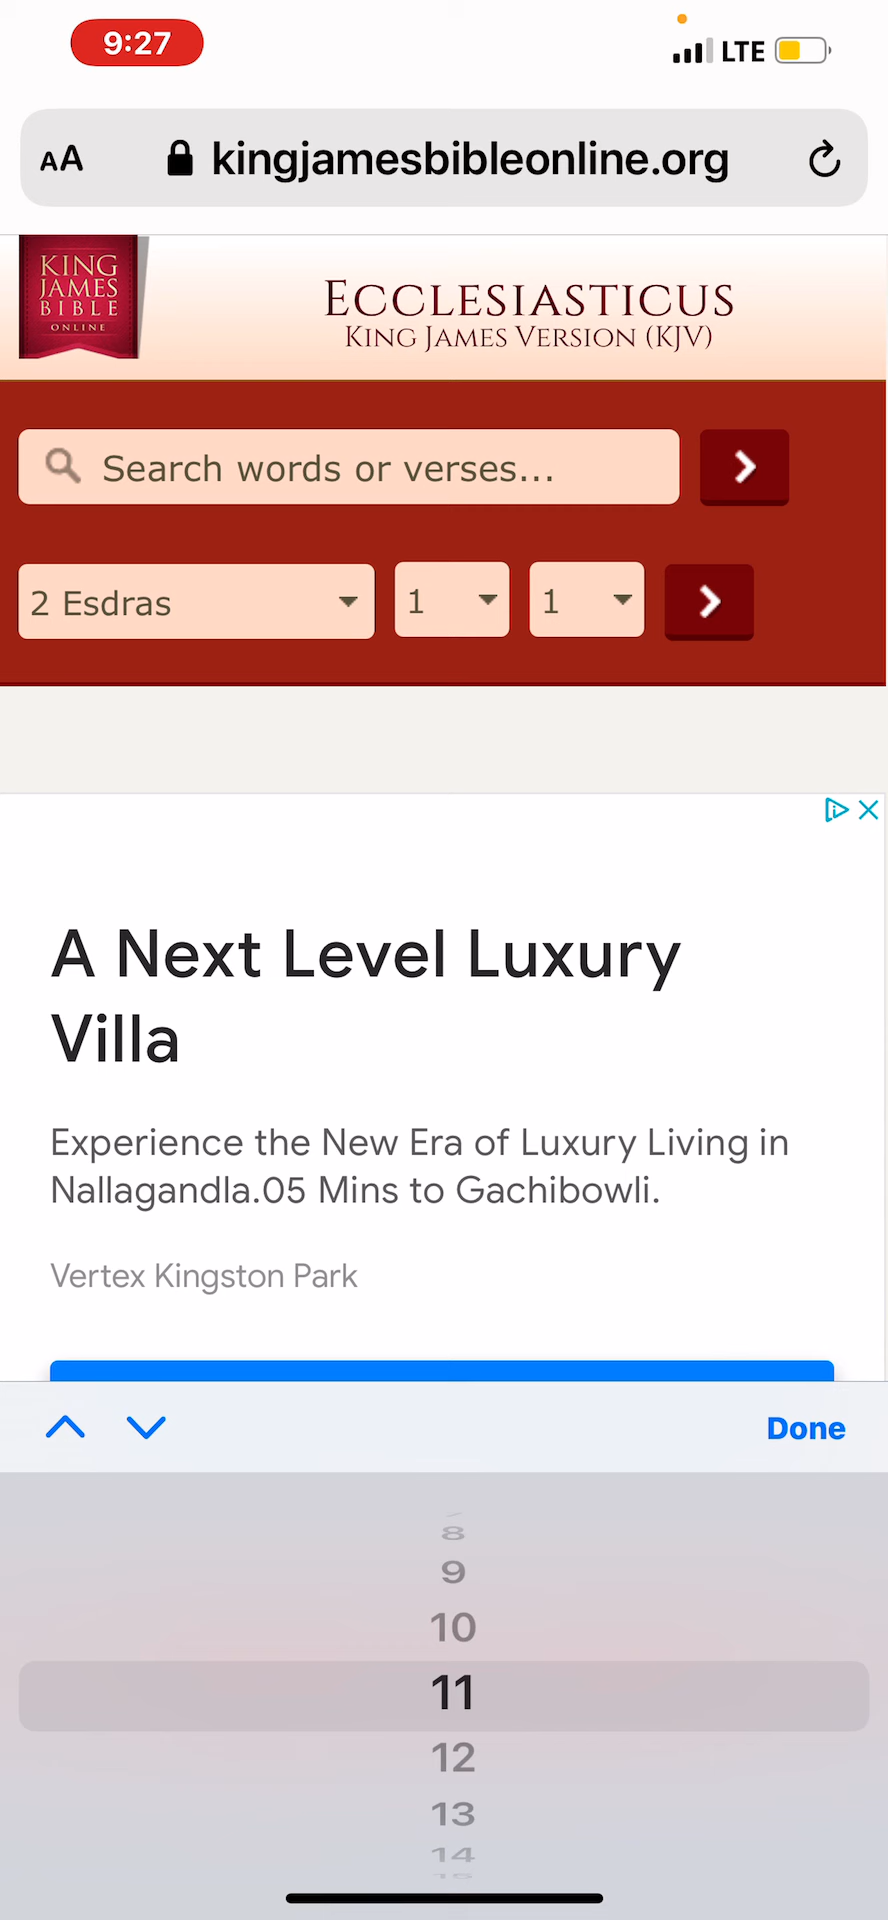 9:27
LTE
AA kingjamesbibleonline.org
KING
JAMES
BIBLE
ONLINE
ECCLESIASTICUS
KING JAMES VERSION (KJV)
Search words or verses...
2 Esdras 1 1
A Next Level Luxury
Villa
Experience the New Era of Luxury Living in
Nallagandla.05 Mins to Gachibowli.
Vertex Kingston Park
Done
8
9
10
11
12
13
14
15